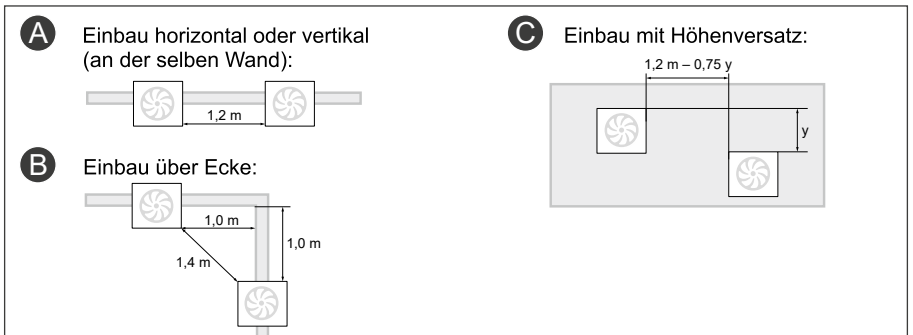 A
Einbau horizontal oder vertikal
(an der selben Wand):
1,2 m
B
Einbau über Ecke:
1,0 m
1,0 m
1,4 m
C
Einbau mit Höhenversatz:
1,2 m – 0,75 y
y